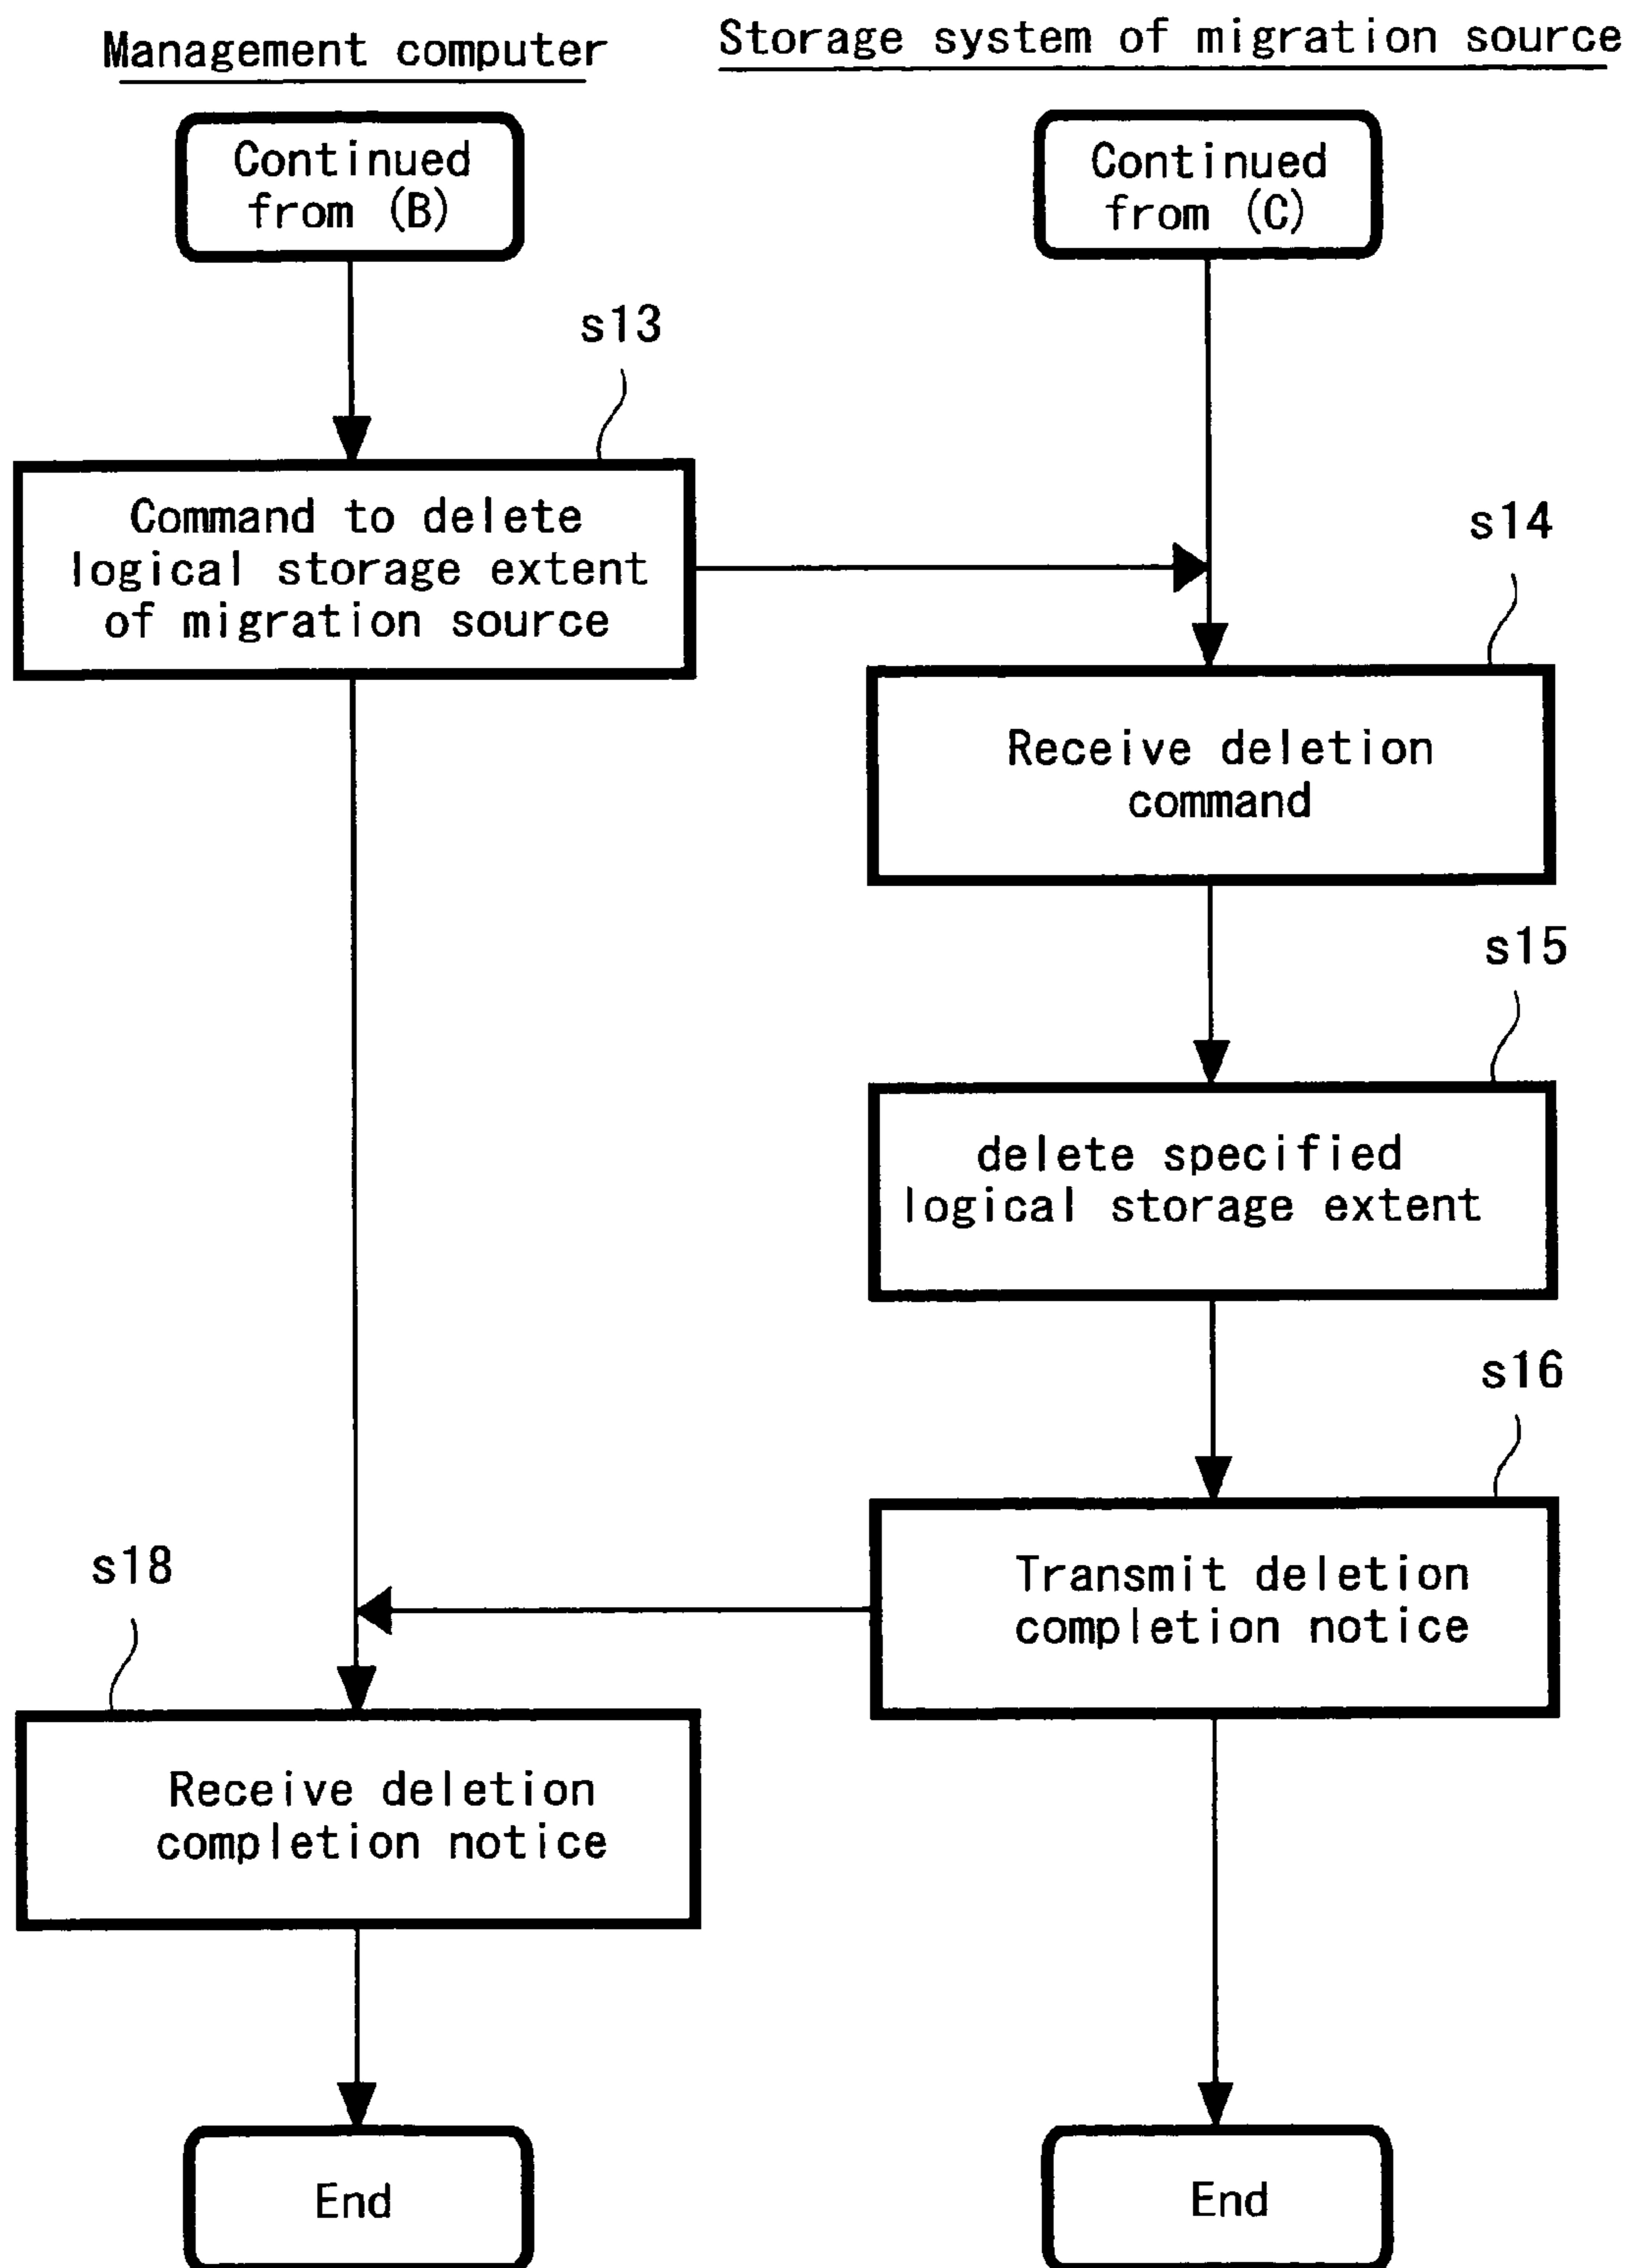 Management computer
Storage system of migration source
Continued
from (B)
Continued
from (C)
s13
Command to delete
logical storage extent
of migration source
s14
Receive deletion
command
s15
delete specified
logical storage extent
s16
Transmit deletion
completion notice
s18
Receive deletion
completion notice
End
End